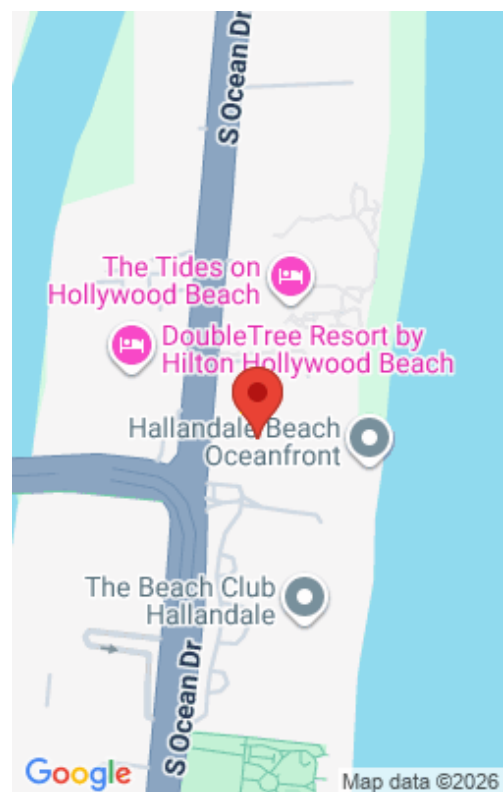 S Ocean Dr
The Tides on
Hollywood Beach
DoubleTree Resort by
Hilton Hollywood Beach
Hallandale Beach
Oceanfront
The Beach Club
Hallandale
S Ocean Dr
Google
Map data ©2026